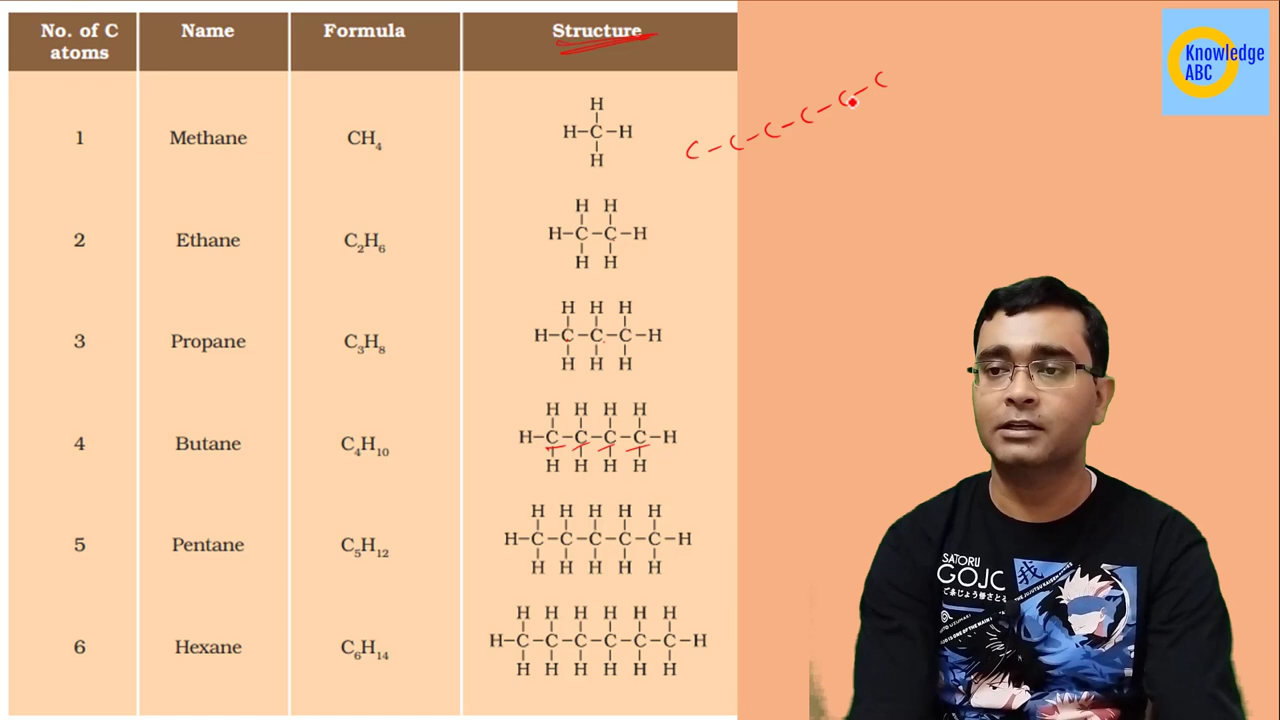 No. of C atoms Name Formula Structure
1 Methane CH₄
H
H–C–H
H
2 Ethane C₂H₆
H H
H–C–C–H
H H
3 Propane C₃H₈
H H H
H–C–C–C–H
H H H
4 Butane C₄H₁₀
H H H H
H–C–C–C–C–H
H H H H
5 Pentane C₅H₁₂
H H H H H
H–C–C–C–C–C–H
H H H H H
6 Hexane C₆H₁₄
H H H H H H
H–C–C–C–C–C–C–H
H H H H H H
C–C–C–C–C–C
Knowledge
ABC
SATORU
GOJO
我